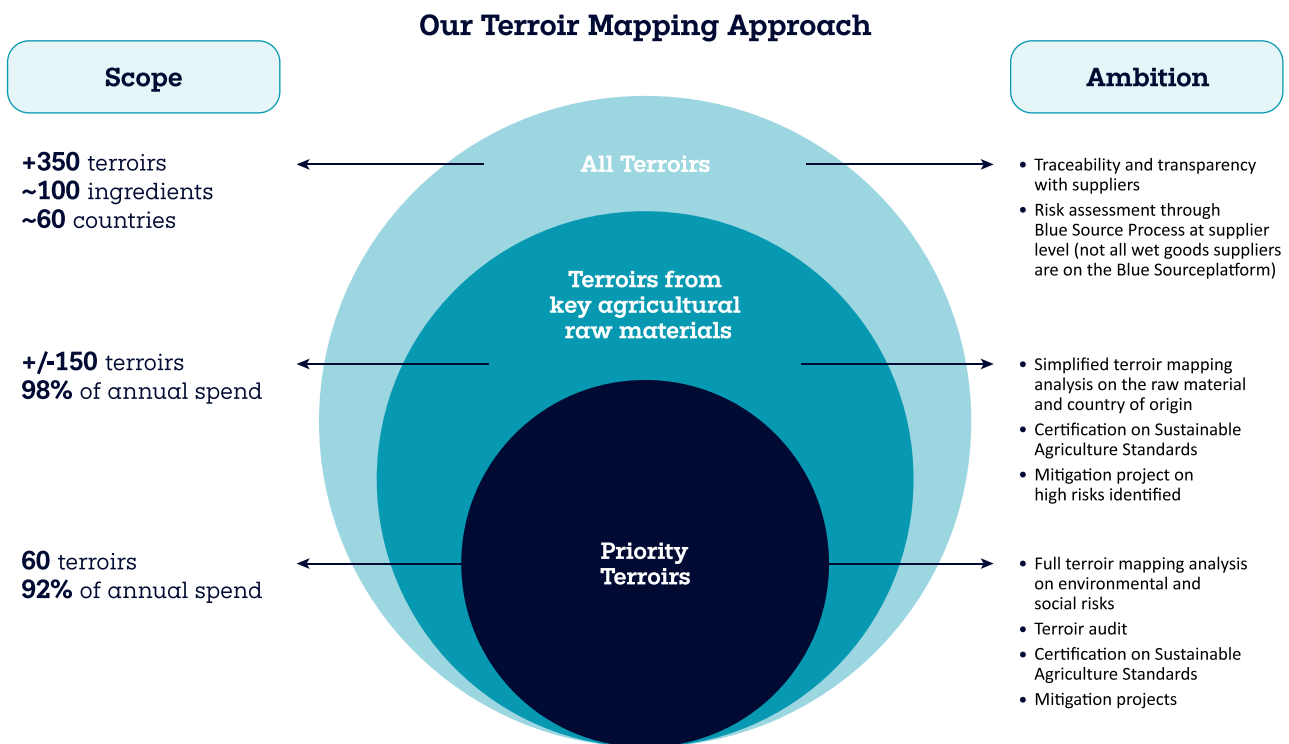 Our Terroir Mapping Approach
Scope
Ambition
+350 terroirs
~100 ingredients
~60 countries
All Terroirs
• Traceability and transparency
with suppliers
• Risk assessment through
Blue Source Process at supplier
level (not all wet goods suppliers
are on the Blue Sourceplatform)
Terroirs from
key agricultural
raw materials
+/-150 terroirs
98% of annual spend
• Simplified terroir mapping
analysis on the raw material
and country of origin
• Certification on Sustainable
Agriculture Standards
• Mitigation project on
high risks identified
Priority
Terroirs
60 terroirs
92% of annual spend
• Full terroir mapping analysis
on environmental and
social risks
• Terroir audit
• Certification on Sustainable
Agriculture Standards
• Mitigation projects